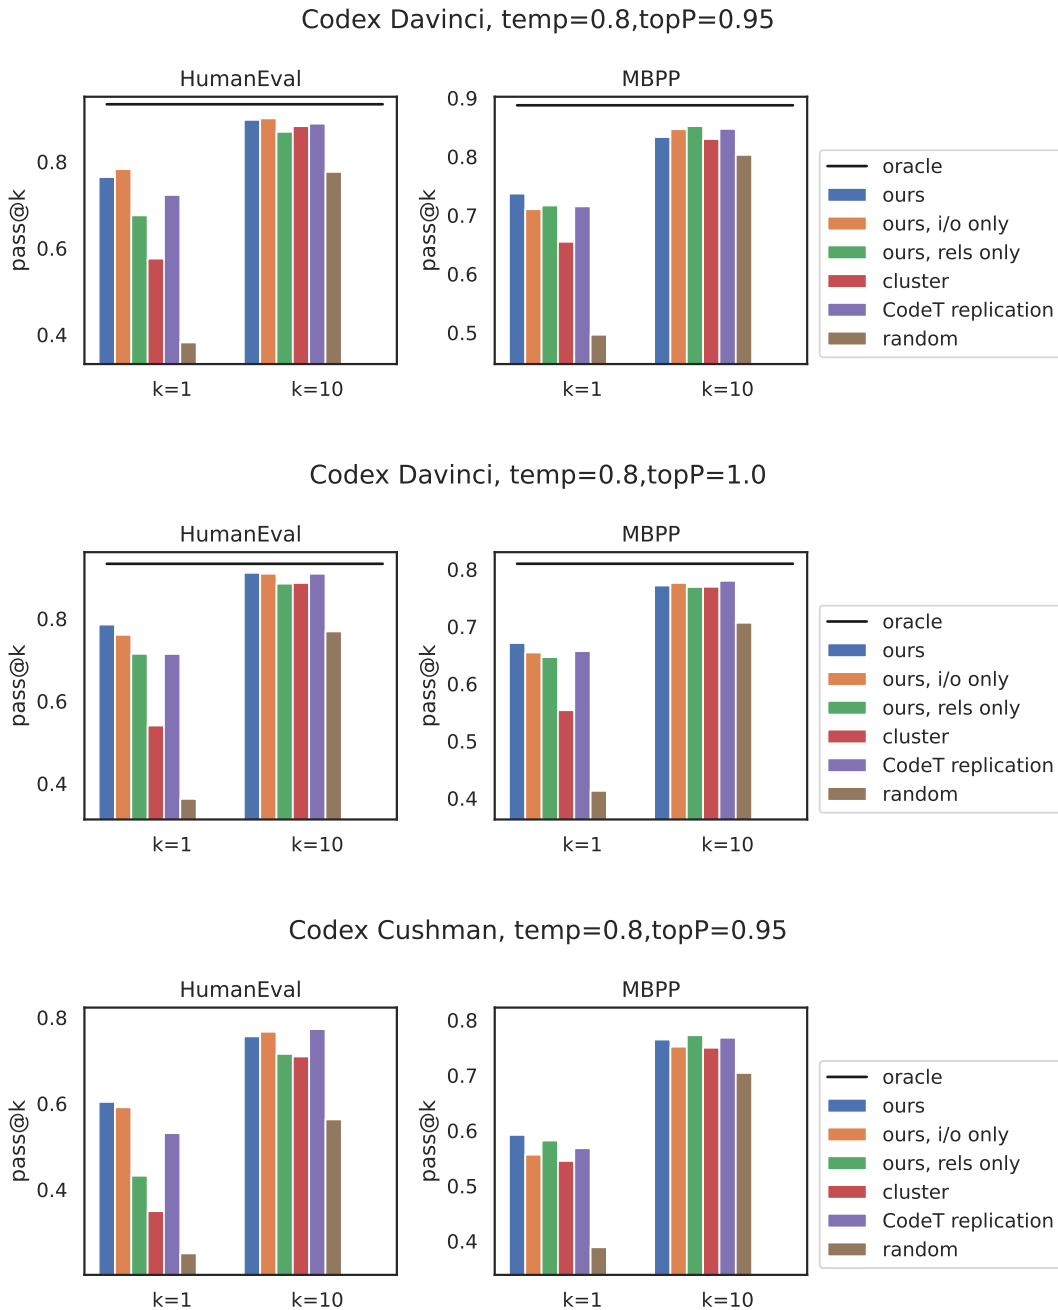 Codex Davinci, temp=0.8,topP=0.95
HumanEval
MBPP
pass@k
0.8
0.6
0.4
k=1
k=10
pass@k
0.9
0.8
0.7
0.6
0.5
k=1
k=10
oracle
ours
ours, i/o only
ours, rels only
cluster
CodeT replication
random
Codex Davinci, temp=0.8,topP=1.0
HumanEval
MBPP
pass@k
0.8
0.6
0.4
k=1
k=10
pass@k
0.8
0.7
0.6
0.5
0.4
k=1
k=10
oracle
ours
ours, i/o only
ours, rels only
cluster
CodeT replication
random
Codex Cushman, temp=0.8,topP=0.95
HumanEval
MBPP
pass@k
0.8
0.6
0.4
k=1
k=10
pass@k
0.8
0.7
0.6
0.5
0.4
k=1
k=10
oracle
ours
ours, i/o only
ours, rels only
cluster
CodeT replication
random